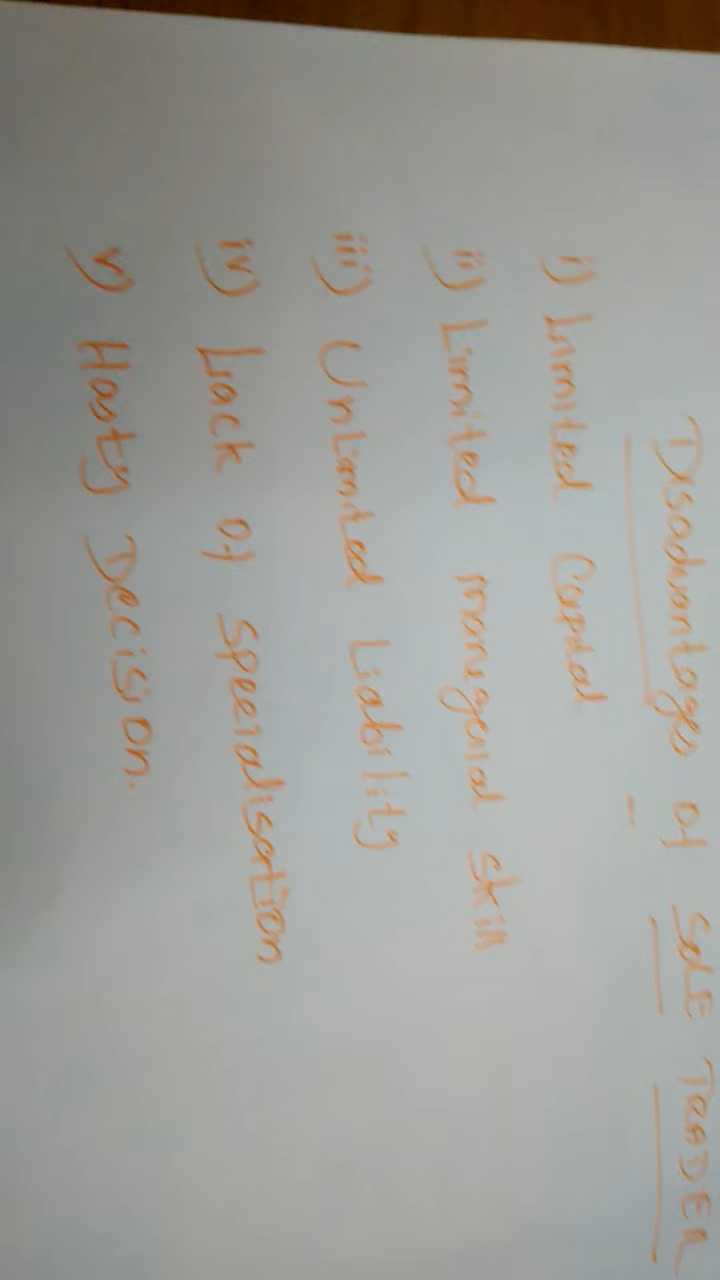 Disadvantages of SOLE TRADER
i) Limited Capital
ii) Limited managerial skill
iii) Unlimited Liability
iv) Lack of specialisation
v) Hasty Decision.